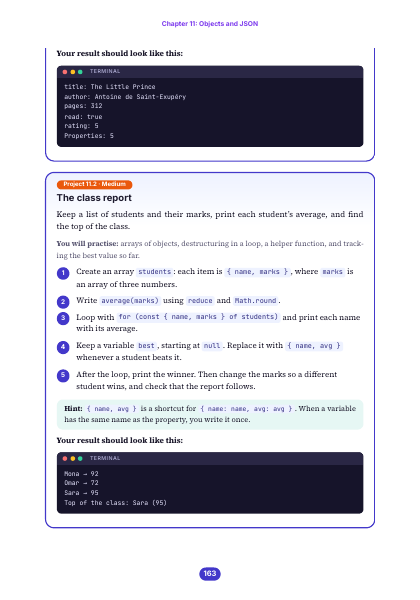 Chapter 11: Objects and JSON
Your result should look like this:
TERMINAL
title: The Little Prince
author: Antoine de Saint-Exupéry
pages: 312
read: true
rating: 5
Properties: 5
Project 11.2 · Medium
The class report
Keep a list of students and their marks, print each student's average, and find
the top of the class.
You will practise: arrays of objects, destructuring in a loop, a helper function, and track-
ing the best value so far.
1 Create an array students: each item is { name, marks }, where marks is
an array of three numbers.
2 Write average(marks) using reduce and Math.round.
3 Loop with for (const { name, marks } of students) and print each name
with its average.
4 Keep a variable best, starting at null. Replace it with { name, avg }
whenever a student beats it.
5 After the loop, print the winner. Then change the marks so a different
student wins, and check that the report follows.
Hint: { name, avg } is a shortcut for { name: name, avg: avg }. When a variable
has the same name as the property, you write it once.
Your result should look like this:
TERMINAL
Mona → 92
Omar → 72
Sara → 95
Top of the class: Sara (95)
163